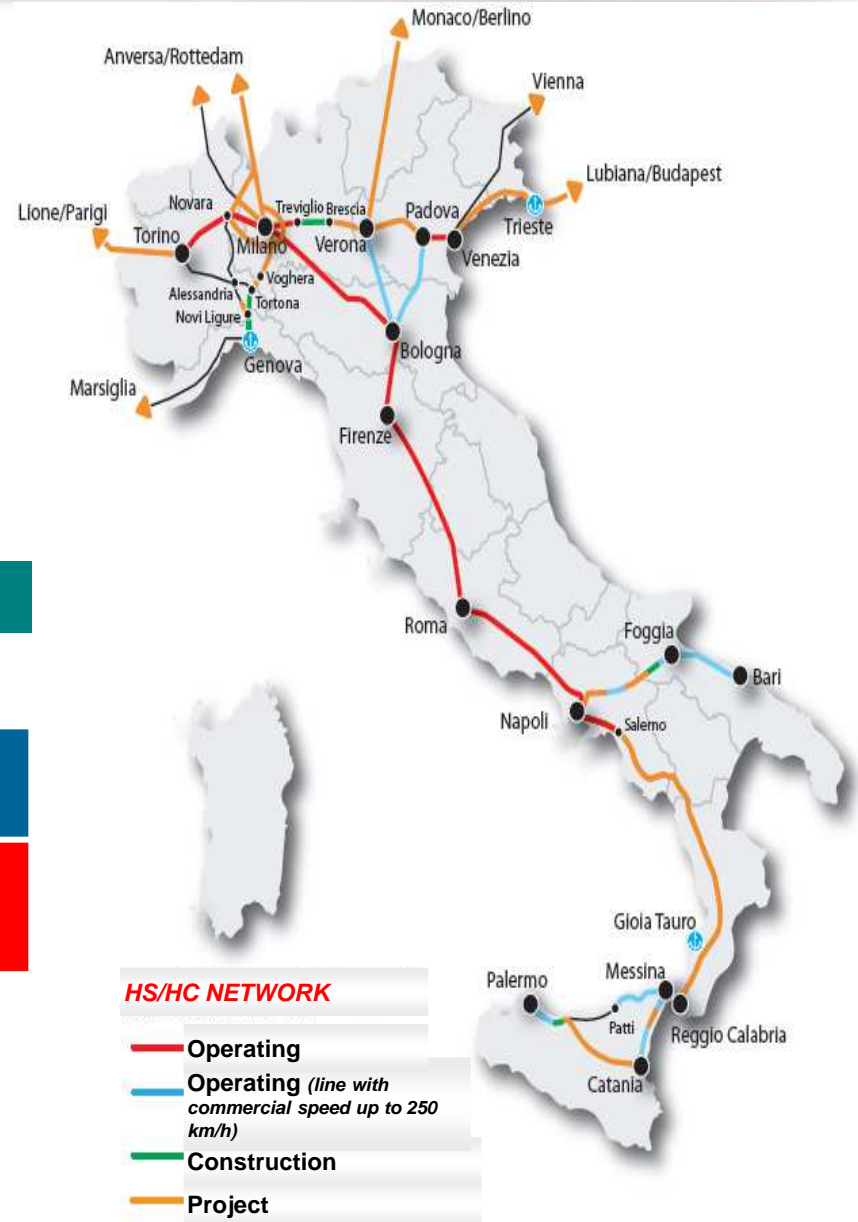 Monaco/Berlino
Anversa/Rottedam
Vienna
Lubiana/Budapest
Lione/Parigi
Novara
Treviglio
Brescia
Padova
Torino
Milano
Verona
Venezia
Trieste
Voghera
Alessandria
Tortona
Novi Ligure
Bologna
Genova
Marsiglia
Firenze
Roma
Foggia
Bari
Napoli
Salerno
Gioia Tauro
Messina
Palermo
Patti
Reggio Calabria
Catania
HS/HC NETWORK
Operating
Operating (line with
commercial speed up to 250
km/h)
Construction
Project